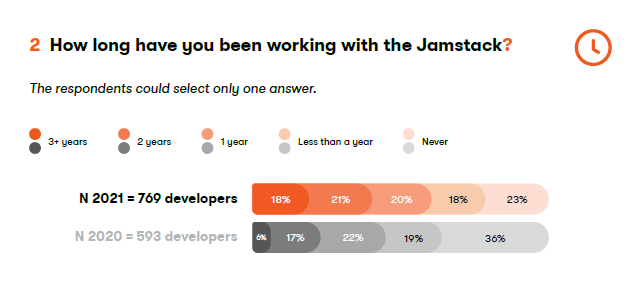 2 How long have you been working with the Jamstack?
The respondents could select only one answer.
3+ years 2 years 1 year Less than a year Never
N 2021 = 769 developers 18% 21% 20% 18% 23%
N 2020 = 593 developers 6% 17% 22% 19% 36%